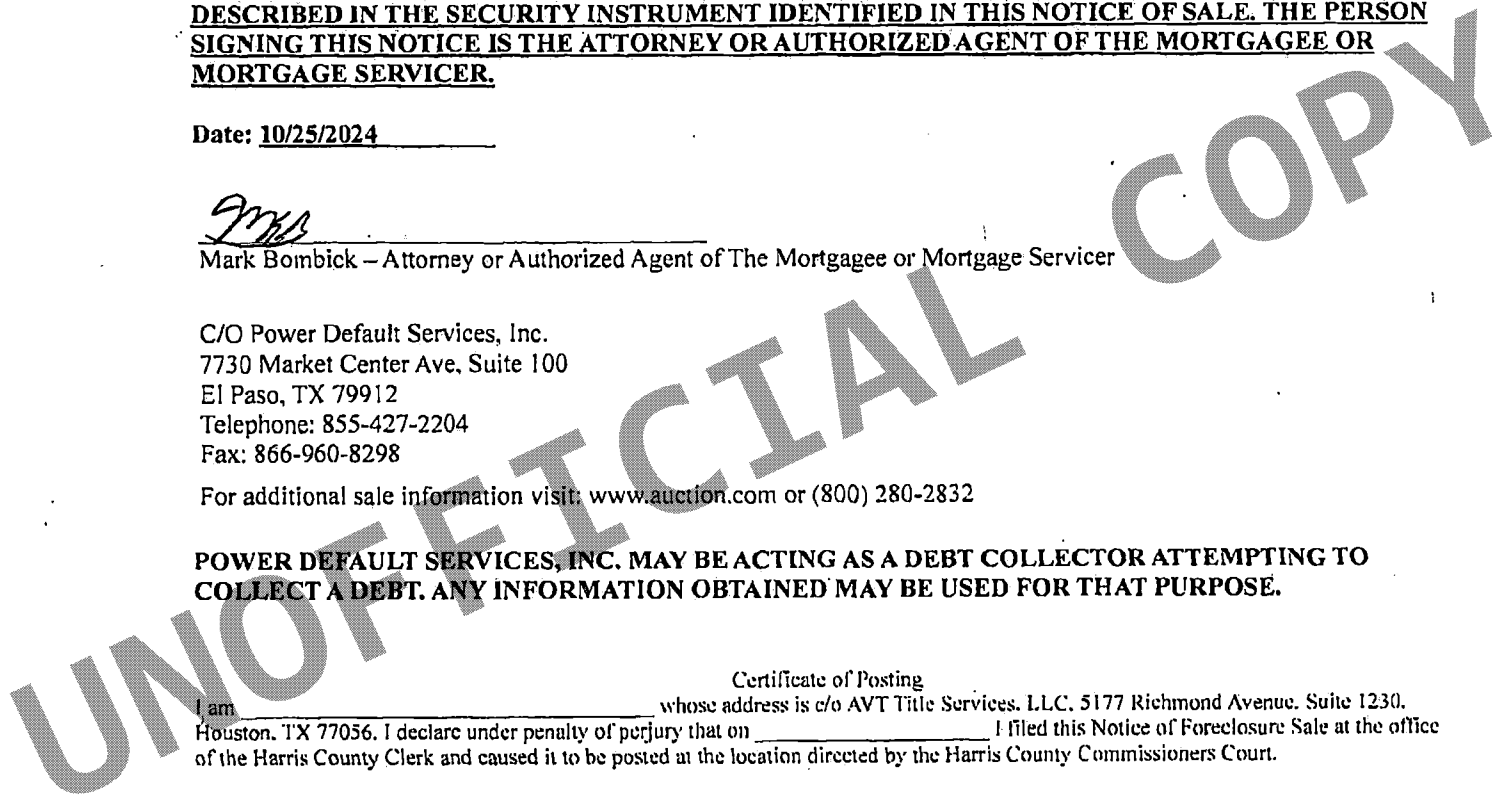 DESCRIBED IN THE SECURITY INSTRUMENT IDENTIFIED IN THIS NOTICE OF SALE. THE PERSON
SIGNING THIS NOTICE IS THE ATTORNEY OR AUTHORIZED AGENT OF THE MORTGAGEE OR
MORTGAGE SERVICER.
Date: 10/25/2024
Mark Bombick – Attorney or Authorized Agent of The Mortgagee or Mortgage Servicer
C/O Power Default Services, Inc.
7730 Market Center Ave, Suite 100
El Paso, TX 79912
Telephone: 855-427-2204
Fax: 866-960-8298
For additional sale information visit: www.auction.com or (800) 280-2832
POWER DEFAULT SERVICES, INC. MAY BE ACTING AS A DEBT COLLECTOR ATTEMPTING TO
COLLECT A DEBT. ANY INFORMATION OBTAINED MAY BE USED FOR THAT PURPOSE.
Certificate of Posting
I am ______________________ whose address is c/o AVT Title Services, LLC, 5177 Richmond Avenue, Suite 1230,
Houston, TX 77056. I declare under penalty of perjury that on ______________ I filed this Notice of Foreclosure Sale at the office
of the Harris County Clerk and caused it to be posted at the location directed by the Harris County Commissioners Court.
UNOFFICIAL COPY